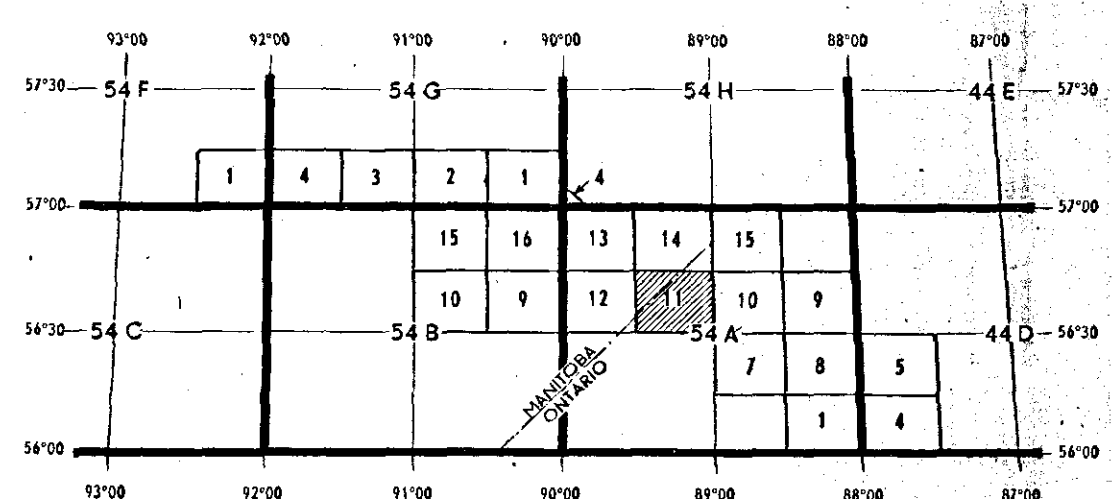 93°00 92°00 91°00 90°00 89°00 88°00 87°00
57°30 54 F 54 G 54 H 44 E 57°30
1 4 3 2 1 4
57°00 57°00
15 16 13 14 15
10 9 12 11 10 9
56°30 54 C 54 B 54 A 44 D 56°30
MANITOBA
ONTARIO
7 8 5
1 4
56°00 56°00
93°00 92°00 91°00 90°00 89°00 88°00 87°00